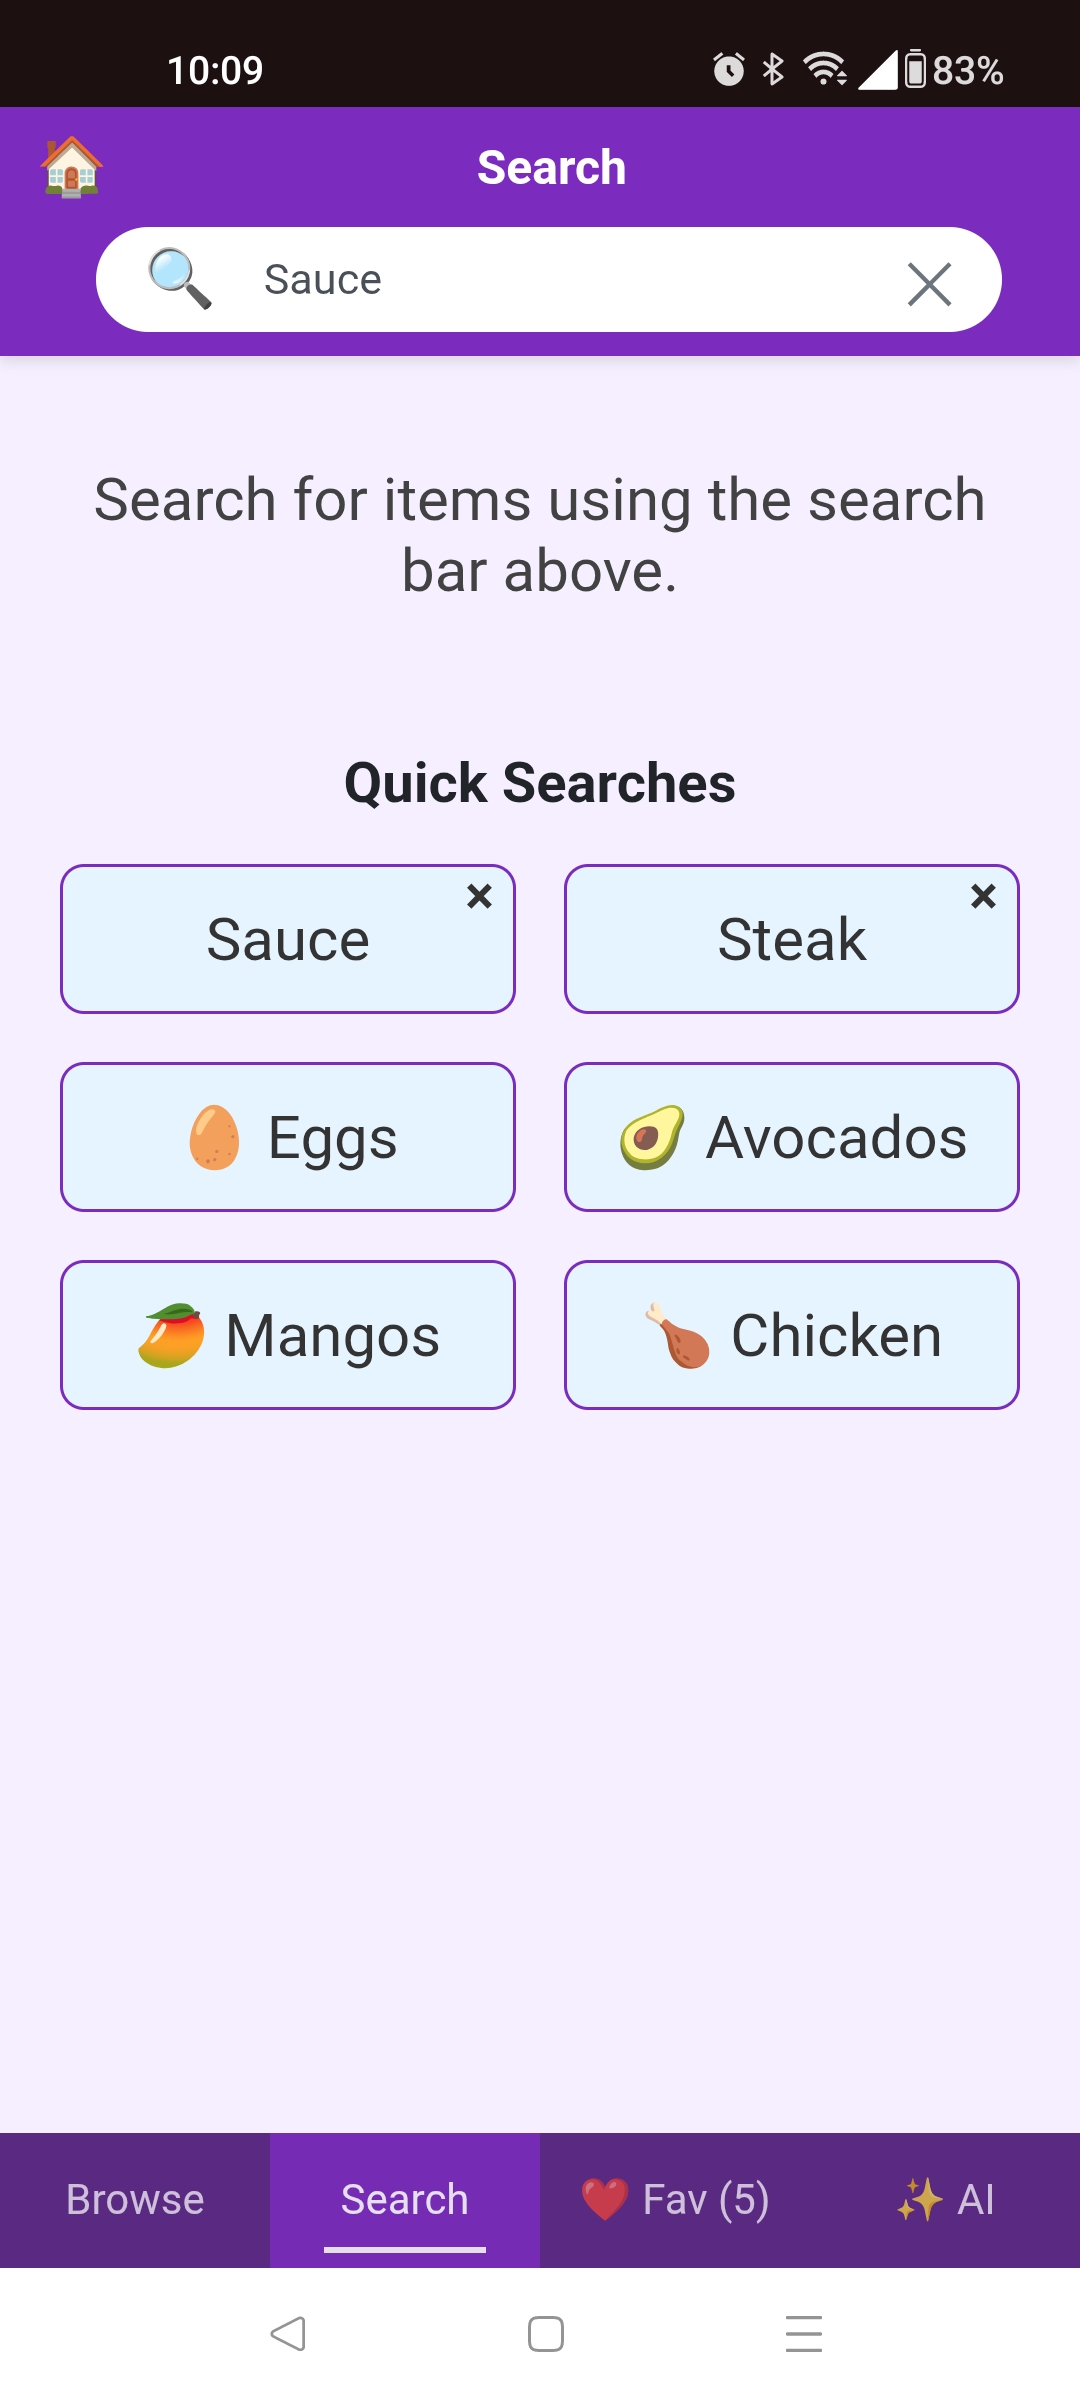 10:09
83%
Search
Sauce
Search for items using the search
bar above.
Quick Searches
Sauce
Steak
Eggs
Avocados
Mangos
Chicken
Browse
Search
Fav (5)
AI